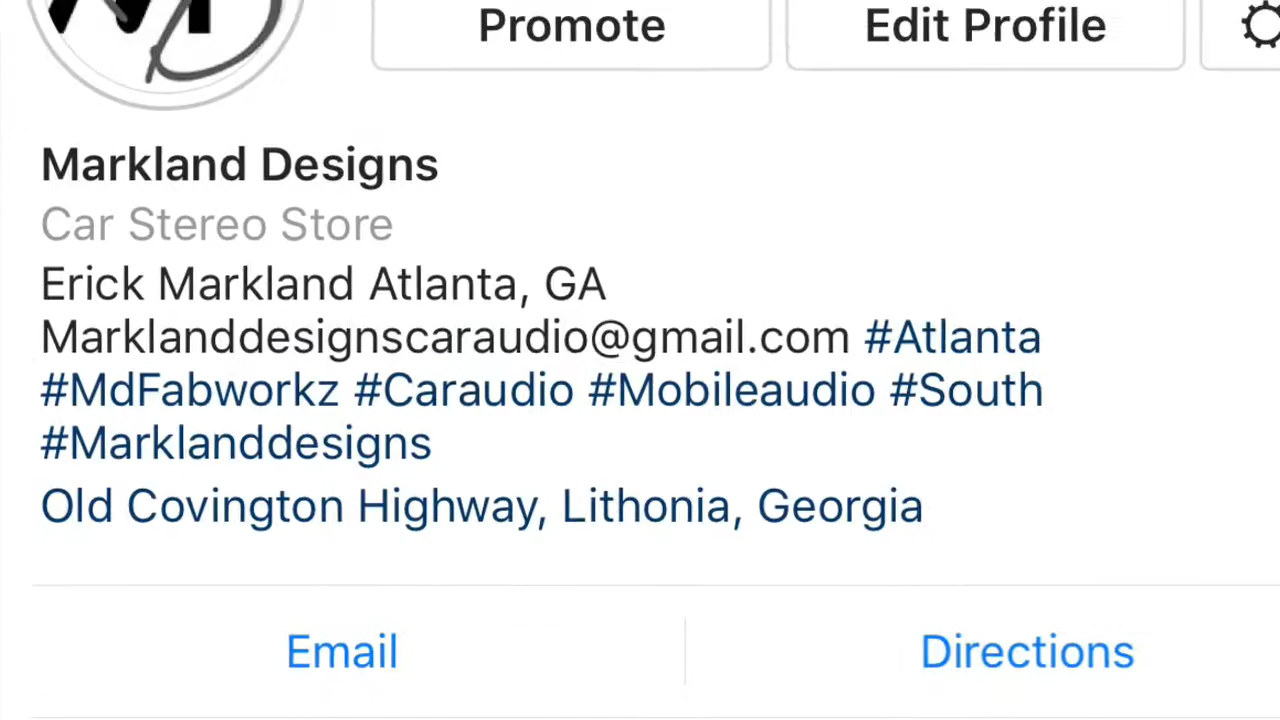 Promote
Edit Profile
Markland Designs
Car Stereo Store
Erick Markland Atlanta, GA
Marklanddesignscaraudio@gmail.com #Atlanta
#MdFabworkz #Caraudio #Mobileaudio #South
#Marklanddesigns
Old Covington Highway, Lithonia, Georgia
Email
Directions